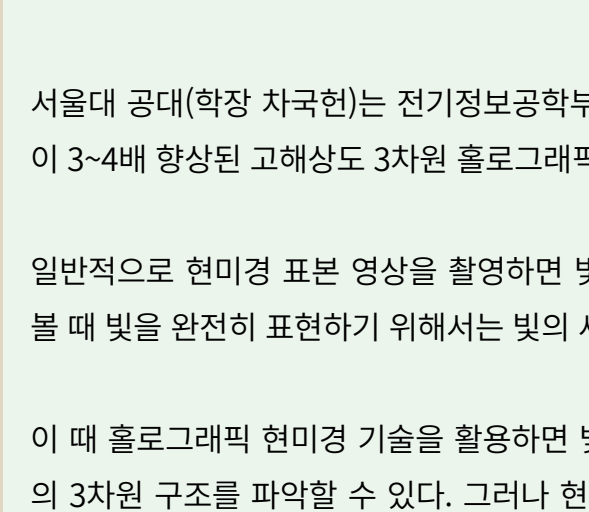 서울대 공대(학장 차국헌)는 전기정보공학부
이 3~4배 향상된 고해상도 3차원 홀로그래픽
일반적으로 현미경 표본 영상을 촬영하면
볼 때 빛을 완전히 표현하기 위해서는 빛의
이 때 홀로그래픽 현미경 기술을 활용하면
의 3차원 구조를 파악할 수 있다. 그러나 현